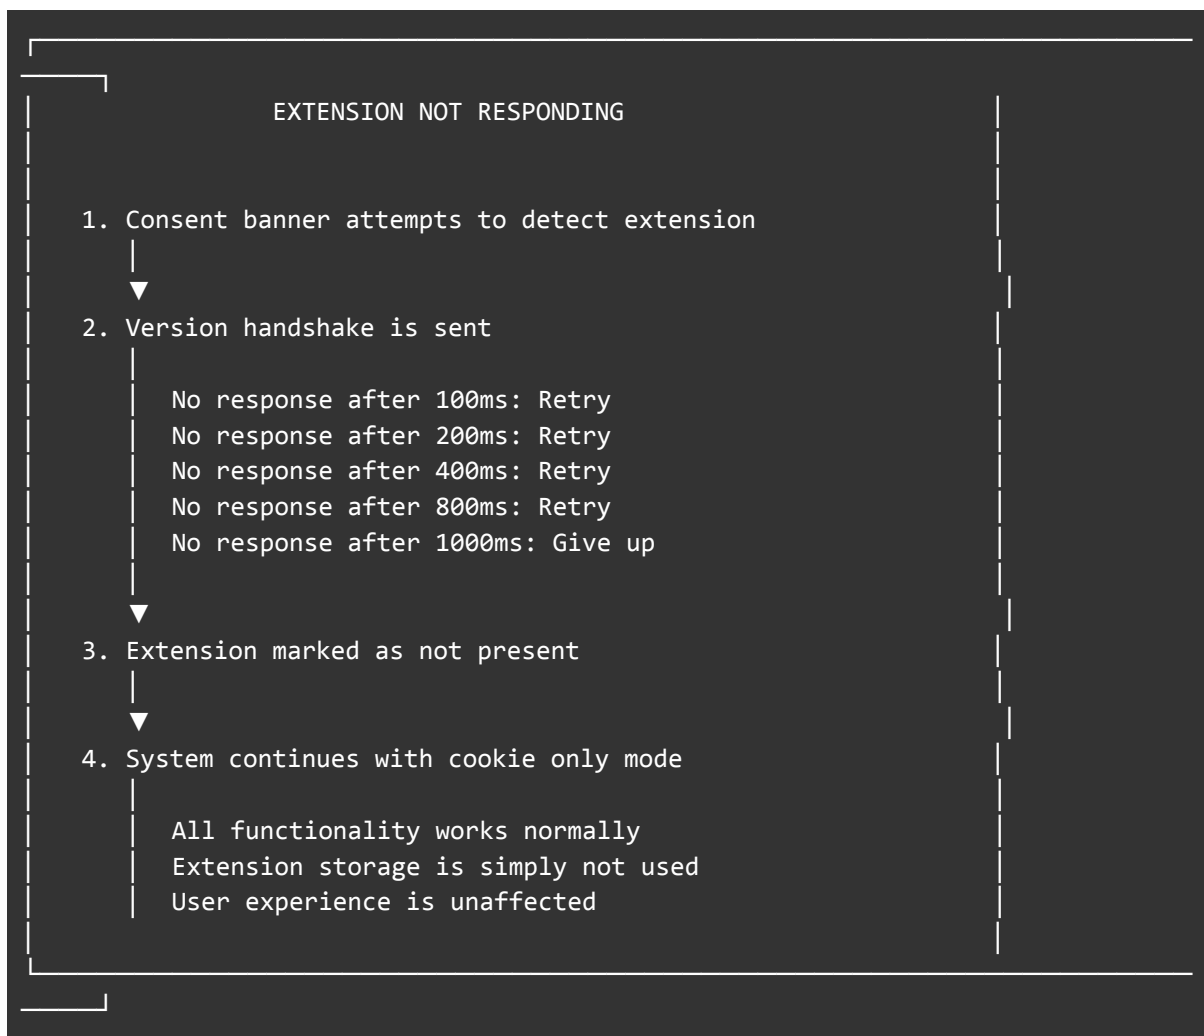 EXTENSION NOT RESPONDING
1. Consent banner attempts to detect extension
▼
2. Version handshake is sent
No response after 100ms: Retry
No response after 200ms: Retry
No response after 400ms: Retry
No response after 800ms: Retry
No response after 1000ms: Give up
▼
3. Extension marked as not present
▼
4. System continues with cookie only mode
All functionality works normally
Extension storage is simply not used
User experience is unaffected